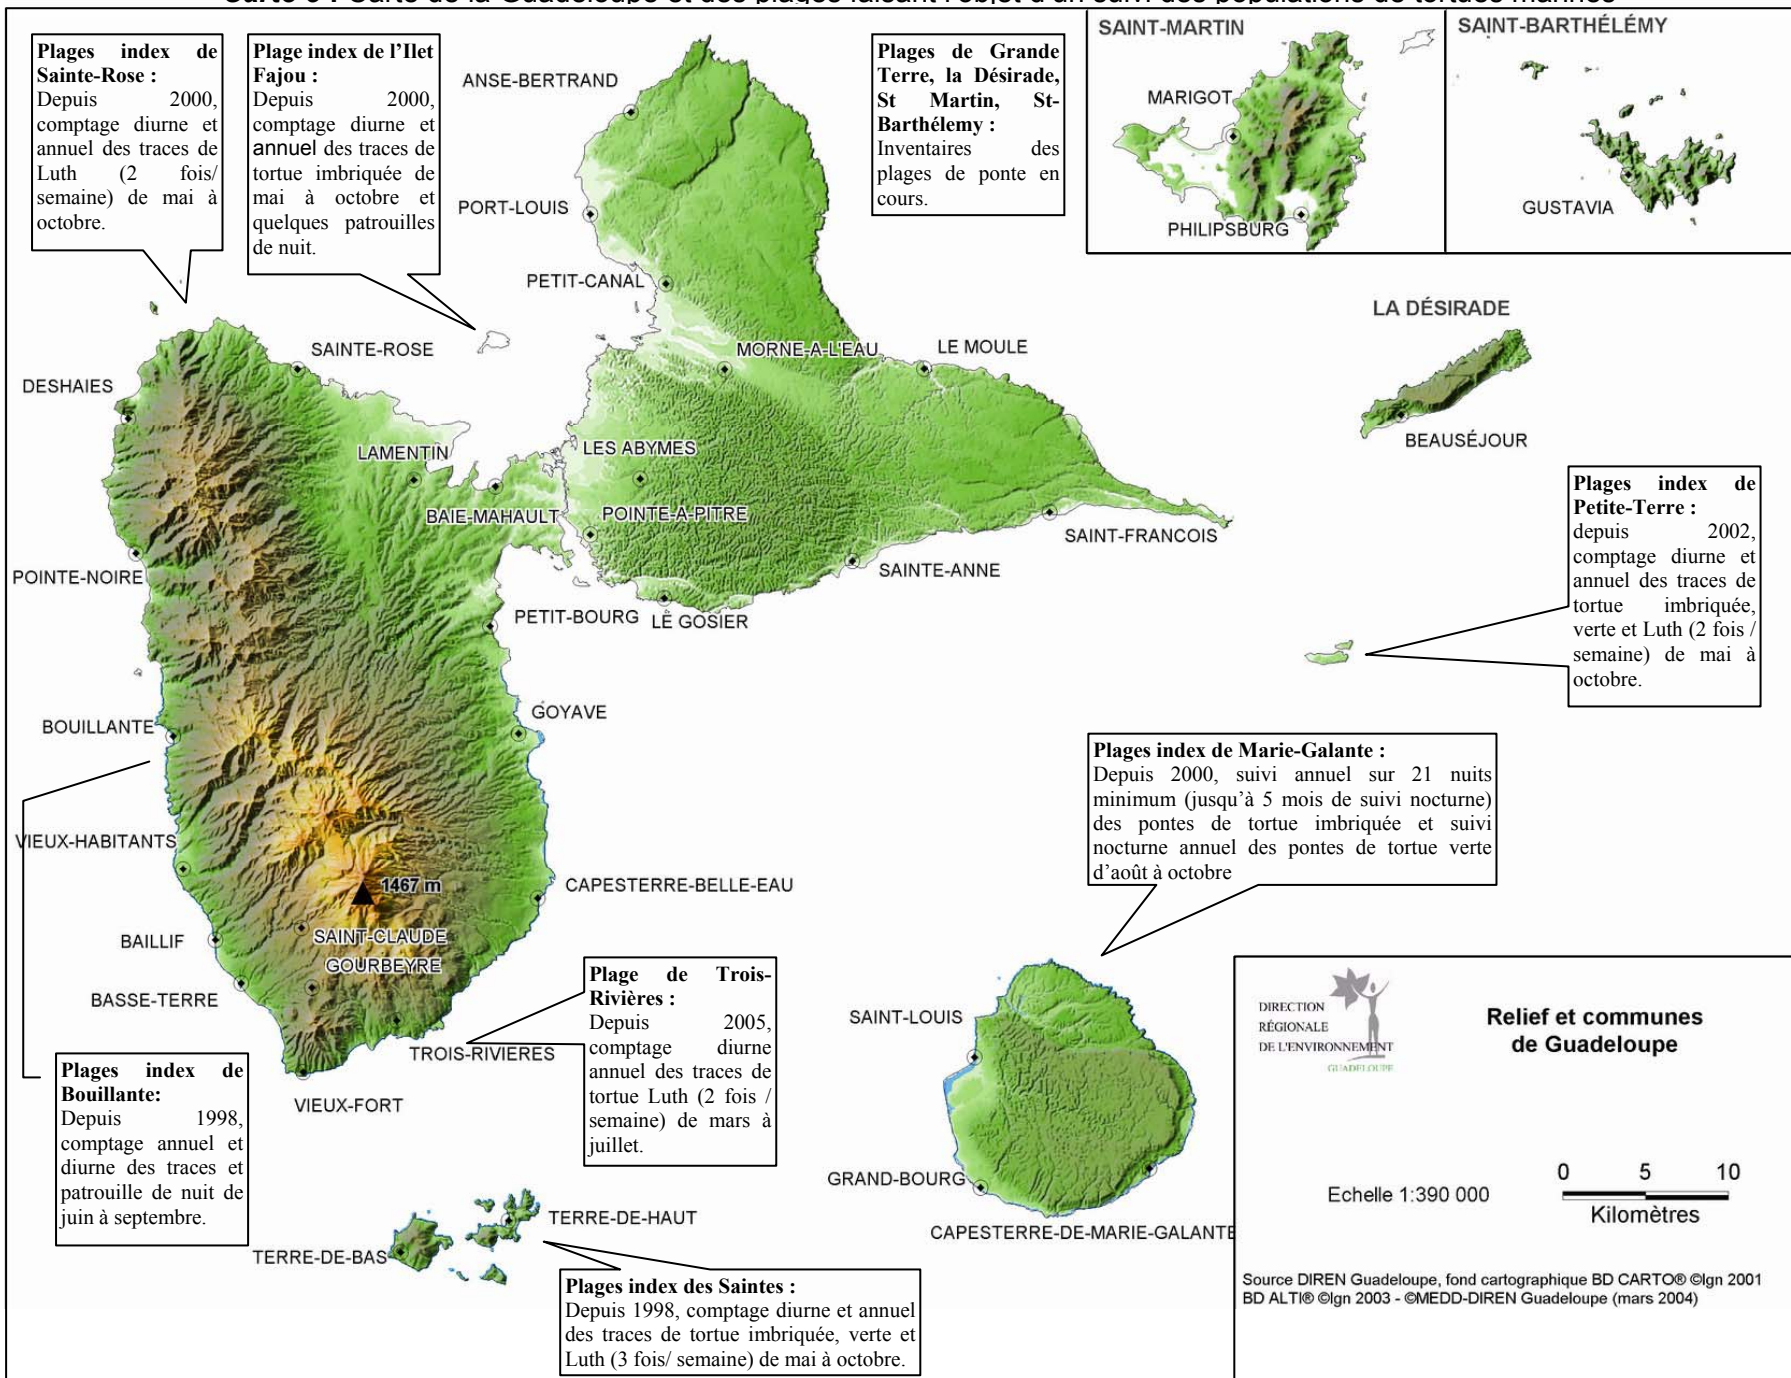 Carte 3 : Carte de la Guadeloupe et des plages faisant l'objet d'un suivi des populations de tortues marines
Plages index de
Sainte-Rose :
Depuis 2000,
comptage diurne et
annuel des traces de
Luth (2 fois/
semaine) de mai à
octobre.
Plage index de l'Ilet
Fajou :
Depuis 2000,
comptage diurne et
annuel des traces de
tortue imbriquée de
mai à octobre et
quelques patrouilles
de nuit.
Plages de Grande
Terre, la Désirade,
St Martin, St-
Barthélemy :
Inventaires des
plages de ponte en
cours.
SAINT-MARTIN
MARIGOT
PHILIPSBURG
SAINT-BARTHÉLÉMY
GUSTAVIA
ANSE-BERTRAND
PORT-LOUIS
PETIT-CANAL
MORNE-A-L'EAU
LE MOULE
LA DÉSIRADE
BEAUSÉJOUR
SAINTE-ROSE
DESHAIES
LAMENTIN
LES ABYMES
BAIE-MAHAULT
POINTE-A-PITRE
SAINT-FRANCOIS
SAINTE-ANNE
POINTE-NOIRE
PETIT-BOURG
LE GOSIER
Plages index de
Petite-Terre :
depuis 2002,
comptage diurne et
annuel des traces de
tortue imbriquée,
verte et Luth (2 fois /
semaine) de mai à
octobre.
BOUILLANTE
GOYAVE
VIEUX-HABITANTS
1467 m
CAPESTERRE-BELLE-EAU
BAILLIF
SAINT-CLAUDE
GOURBEYRE
BASSE-TERRE
TROIS-RIVIERES
VIEUX-FORT
Plages index de Marie-Galante :
Depuis 2000, suivi annuel sur 21 nuits
minimum (jusqu'à 5 mois de suivi nocturne)
des pontes de tortue imbriquée et suivi
nocturne annuel des pontes de tortue verte
d'août à octobre
Plage de Trois-
Rivières :
Depuis 2005,
comptage diurne
annuel des traces de
tortue Luth (2 fois /
semaine) de mars à
juillet.
Plages index de
Bouillante:
Depuis 1998,
comptage annuel et
diurne des traces et
patrouille de nuit de
juin à septembre.
SAINT-LOUIS
GRAND-BOURG
CAPESTERRE-DE-MARIE-GALANTE
TERRE-DE-HAUT
TERRE-DE-BAS
Plages index des Saintes :
Depuis 1998, comptage diurne et annuel
des traces de tortue imbriquée, verte et
Luth (3 fois/ semaine) de mai à octobre.
DIRECTION
RÉGIONALE
DE L'ENVIRONNEMENT
GUADELOUPE
Relief et communes
de Guadeloupe
Echelle 1:390 000
0 5 10
Kilomètres
Source DIREN Guadeloupe, fond cartographique BD CARTO® ©Ign 2001
BD ALTI® ©Ign 2003 - ©MEDD-DIREN Guadeloupe (mars 2004)